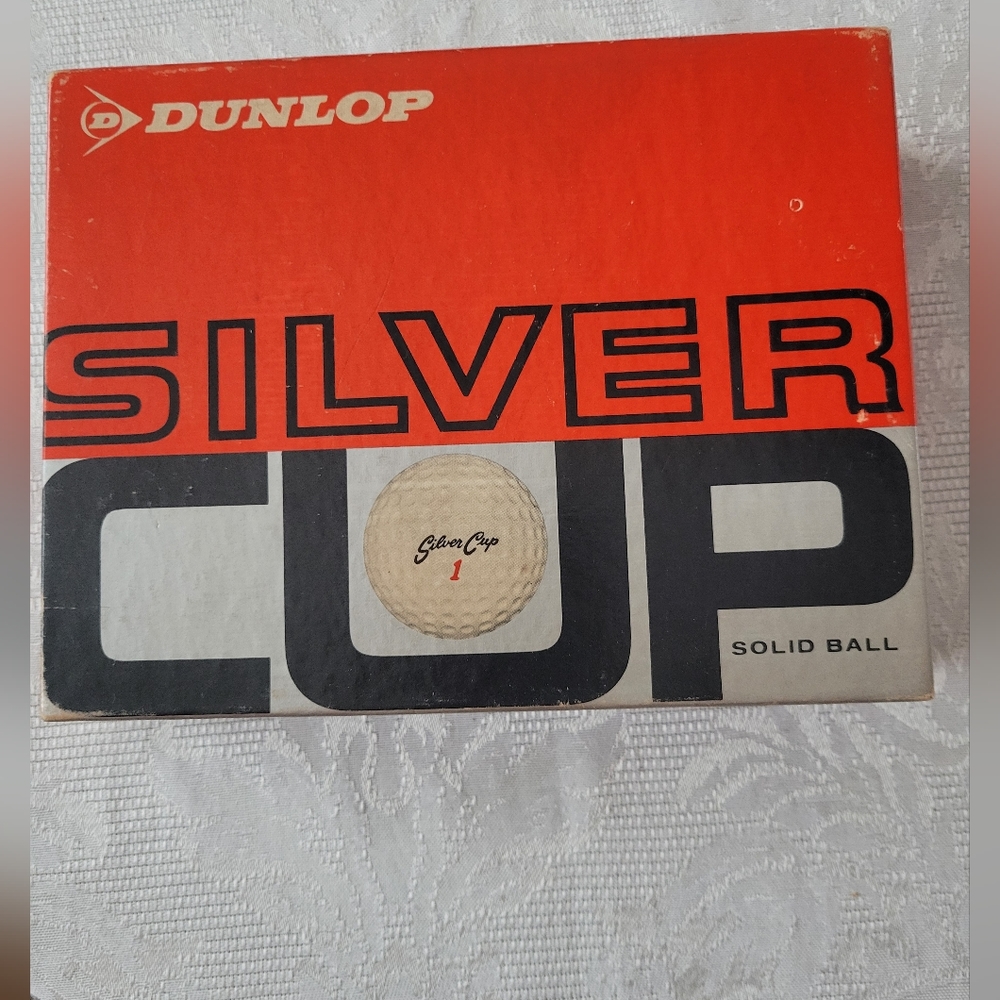 D DUNLOP
SILVER
CUP
Silver Cup
1
SOLID BALL